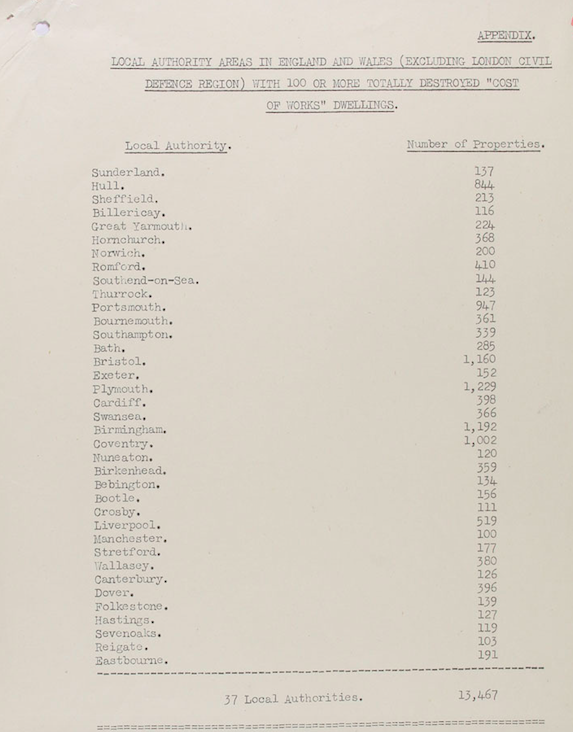 APPENDIX.
LOCAL AUTHORITY AREAS IN ENGLAND AND WALES (EXCLUDING LONDON CIVIL
DEFENCE REGION) WITH 100 OR MORE TOTALLY DESTROYED "COST
OF WORKS" DWELLINGS.
Local Authority. Number of Properties.
Sunderland. 137
Hull. 844
Sheffield. 213
Billericay. 116
Great Yarmouth. 224
Hornchurch. 368
Norwich. 200
Romford. 410
Southend-on-Sea. 144
Thurrock. 123
Portsmouth. 947
Bournemouth. 361
Southampton. 339
Bath. 285
Bristol. 1,160
Exeter. 152
Plymouth. 1,229
Cardiff. 398
Swansea. 366
Birmingham. 1,192
Coventry. 1,002
Nuneaton. 120
Birkenhead. 359
Bebington. 134
Bootle. 156
Crosby. 111
Liverpool. 519
Manchester. 100
Stretford. 177
Wallasey. 380
Canterbury. 126
Dover. 396
Folkestone. 139
Hastings. 127
Sevenoaks. 119
Reigate. 103
Eastbourne. 191
37 Local Authorities. 13,467